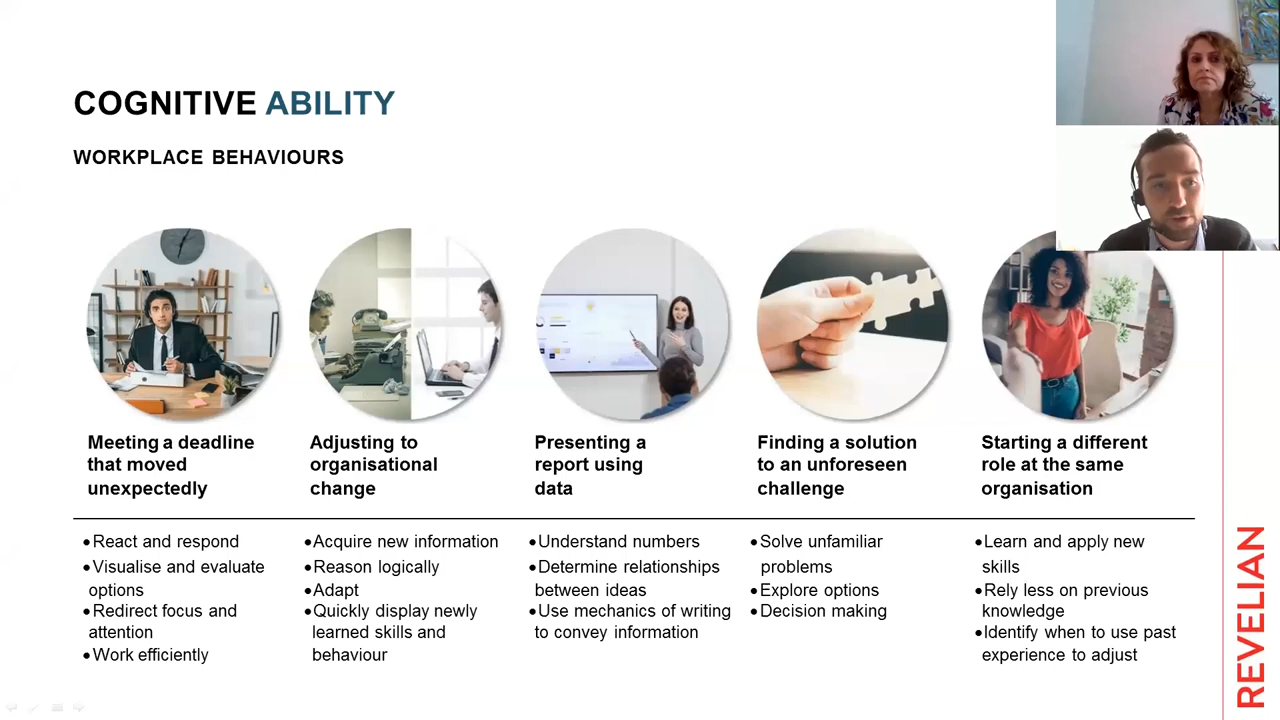 COGNITIVE ABILITY
WORKPLACE BEHAVIOURS
Meeting a deadline
that moved
unexpectedly
•React and respond
•Visualise and evaluate
options
•Redirect focus and
attention
•Work efficiently
Adjusting to
organisational
change
•Acquire new information
•Reason logically
•Adapt
•Quickly display newly
learned skills and
behaviour
Presenting a
report using
data
•Understand numbers
•Determine relationships
between ideas
•Use mechanics of writing
to convey information
Finding a solution
to an unforeseen
challenge
•Solve unfamiliar
problems
•Explore options
•Decision making
Starting a different
role at the same
organisation
•Learn and apply new
skills
•Rely less on previous
knowledge
•Identify when to use past
experience to adjust
REVELIAN